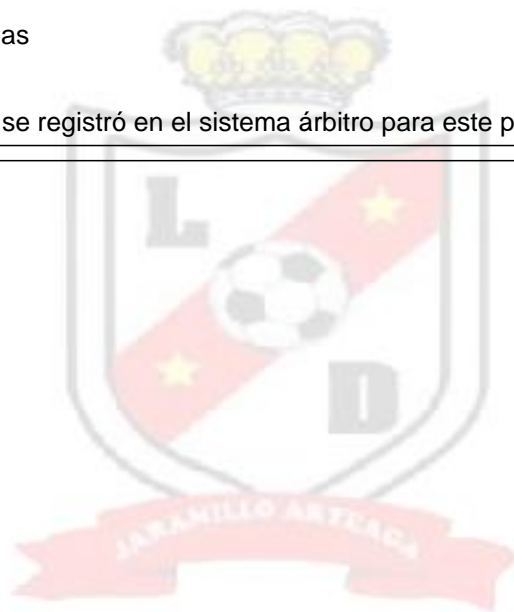 as
se registró en el sistema árbitro para este p
L
D
JARAMILLO ARTEAGA